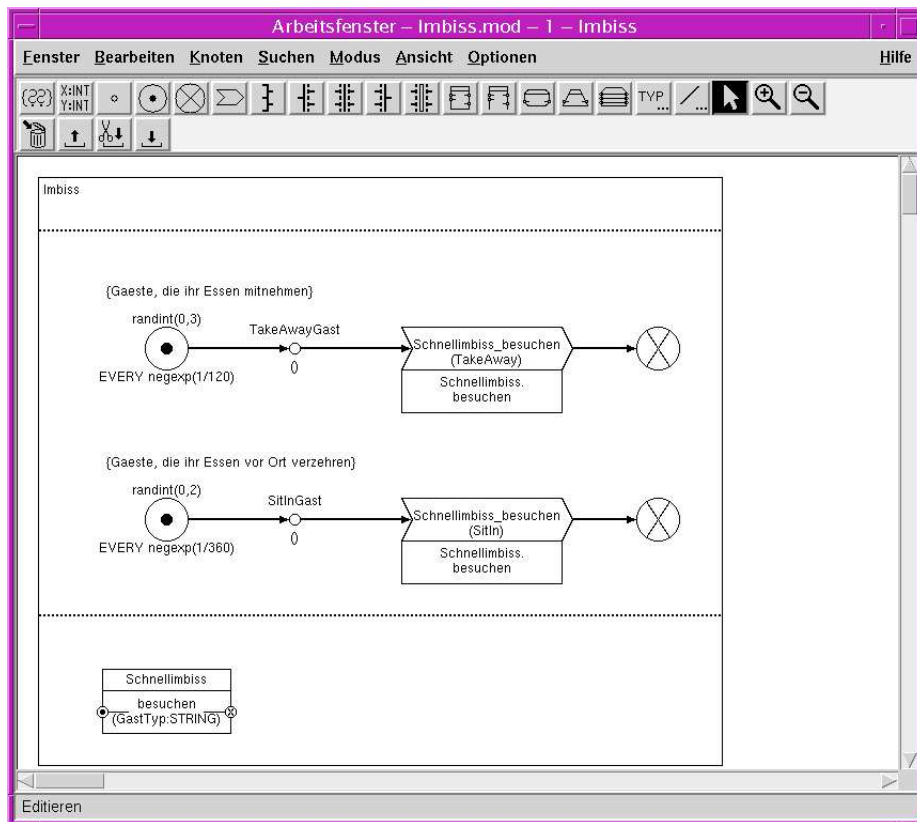 Arbeitsfenster – Imbiss.mod – 1 – Imbiss
Fenster Bearbeiten Knoten Suchen Modus Ansicht Optionen Hilfe
{??} X:INT
Y:INT
TYP...
Imbiss
{Gaeste, die ihr Essen mitnehmen}
randint(0,3)
TakeAwayGast
()
EVERY negexp(1/120)
Schnellimbiss_besuchen
(TakeAway)
Schnellimbiss.
besuchen
{Gaeste, die ihr Essen vor Ort verzehren}
randint(0,2)
SitInGast
()
EVERY negexp(1/360)
Schnellimbiss_besuchen
(SitIn)
Schnellimbiss.
besuchen
Schnellimbiss
besuchen
(GastTyp:STRING)
Editieren